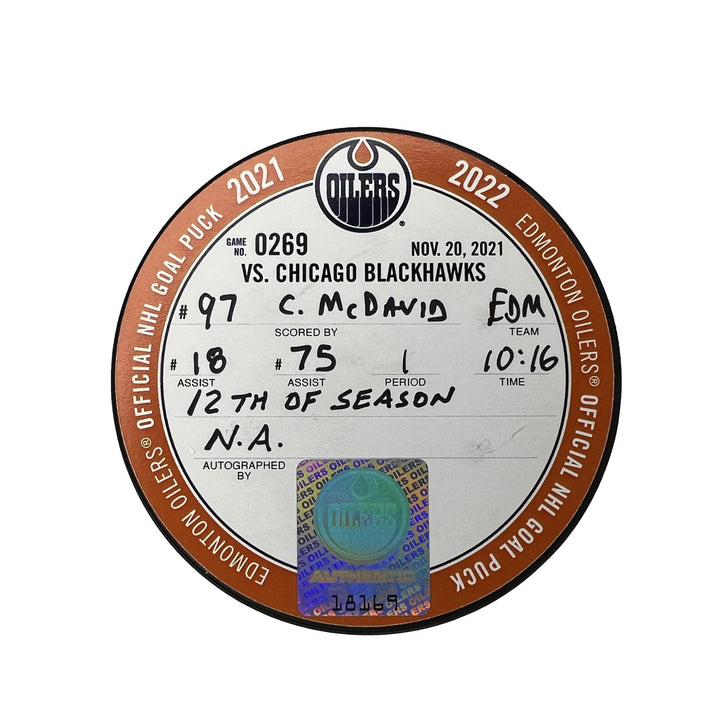 2021 2022
OILERS®
EDMONTON OILERS® OFFICIAL NHL GOAL PUCK
EDMONTON OILERS® OFFICIAL NHL GOAL PUCK
GAME NO. 0269 NOV. 20, 2021
VS. CHICAGO BLACKHAWKS
# 97 C. McDAVID EDM
SCORED BY TEAM
# 18 # 75 1 10:16
ASSIST ASSIST PERIOD TIME
12TH OF SEASON
N.A.
AUTOGRAPHED BY
OILERS
AUTHENTIC
18169